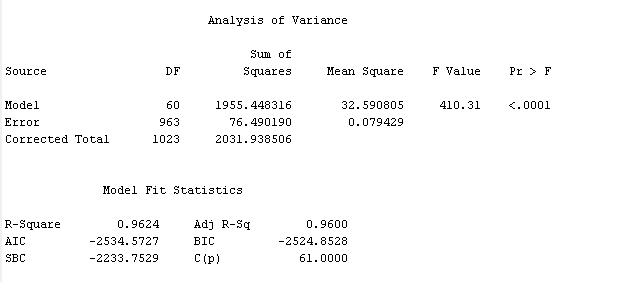 Analysis of Variance
Sum of
Source DF Squares Mean Square F Value Pr > F
Model 60 1955.448316 32.590805 410.31 <.0001
Error 963 76.490190 0.079429
Corrected Total 1023 2031.938506
Model Fit Statistics
R-Square 0.9624 Adj R-Sq 0.9600
AIC -2534.5727 BIC -2524.8528
SBC -2233.7529 C(p) 61.0000